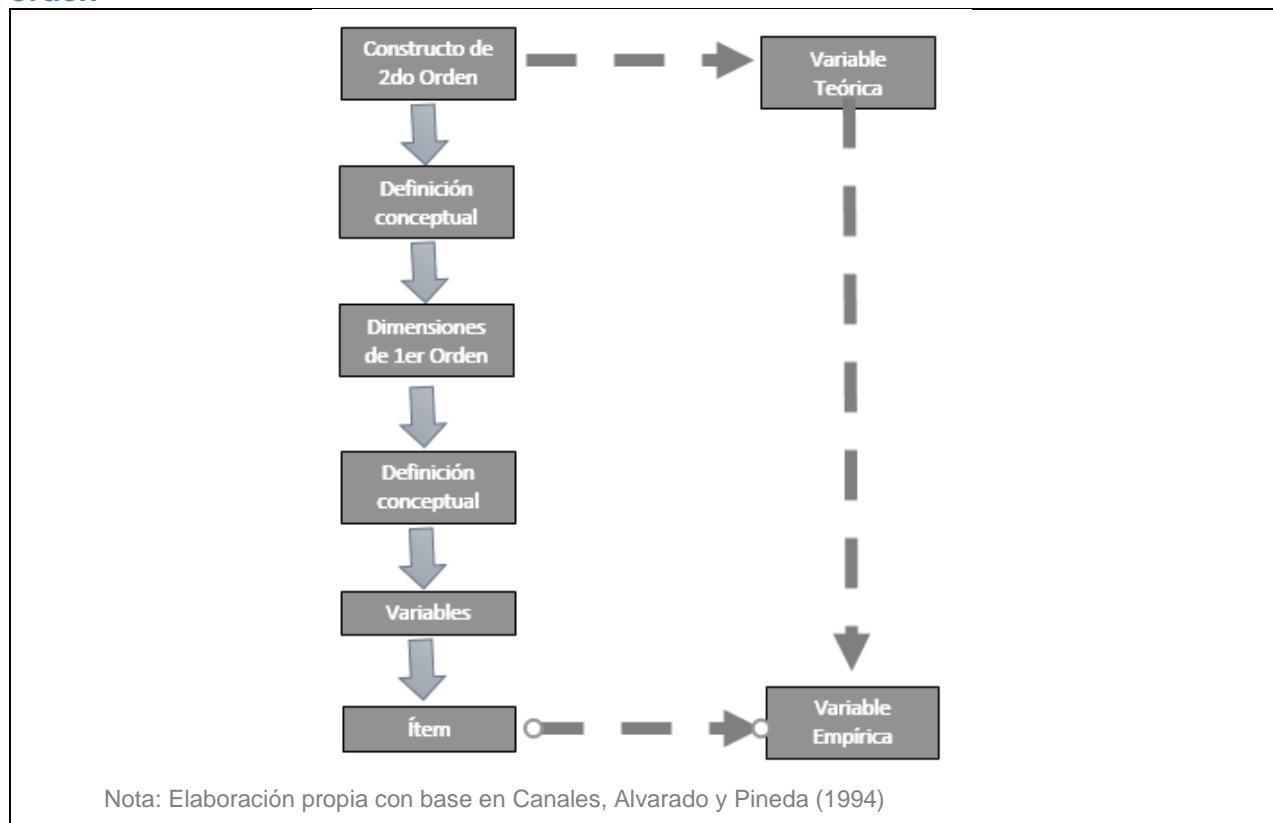 Constructo de
2do Orden
Variable
Teórica
Definición
conceptual
Dimensiones
de 1er Orden
Definición
conceptual
Variables
Ítem
Variable
Empírica
Nota: Elaboración propia con base en Canales, Alvarado y Pineda (1994)